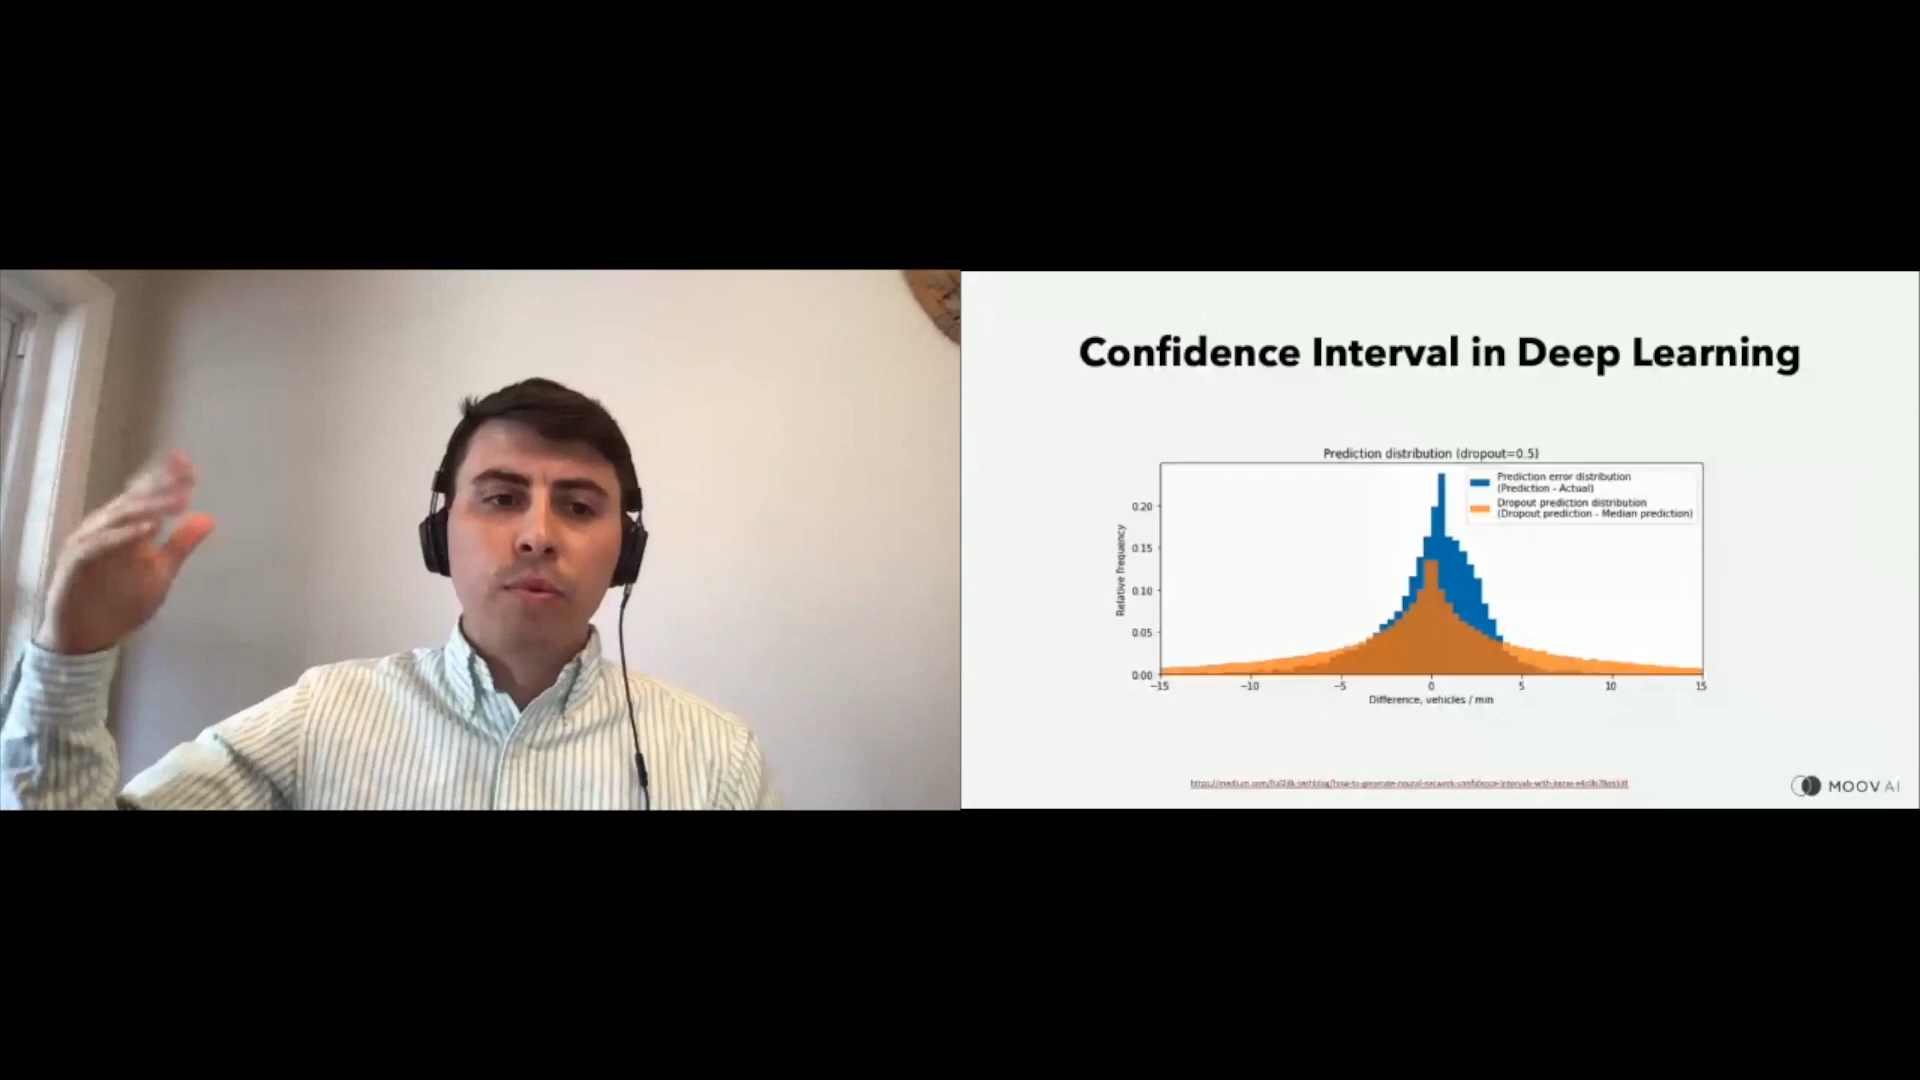 Confidence Interval in Deep Learning
Prediction distribution (dropout=0.5)
Prediction error distribution
(Prediction - Actual)
Dropout prediction distribution
(Dropout prediction - Median prediction)
Relative frequency
0.20
0.15
0.10
0.05
0.00
−15
−10
−5
0
5
10
15
Difference, vehicles / min
MOOV AI